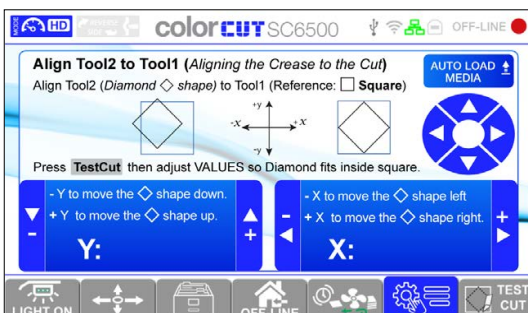 MODE HD REVERSE SIDE colorCUT SC6500 OFF-LINE
Align Tool2 to Tool1 (Aligning the Crease to the Cut)
Align Tool2 (Diamond ◇ shape) to Tool1 (Reference: □ Square)
AUTO LOAD
MEDIA
+y
-x +x
-y
Press TestCut then adjust VALUES so Diamond fits inside square.
- Y to move the ◇ shape down.
+ Y to move the ◇ shape up.
- +
Y:
- X to move the ◇ shape left
+ X to move the ◇ shape right.
- +
X:
LIGHT ON
OFF-LINE
TEST
CUT